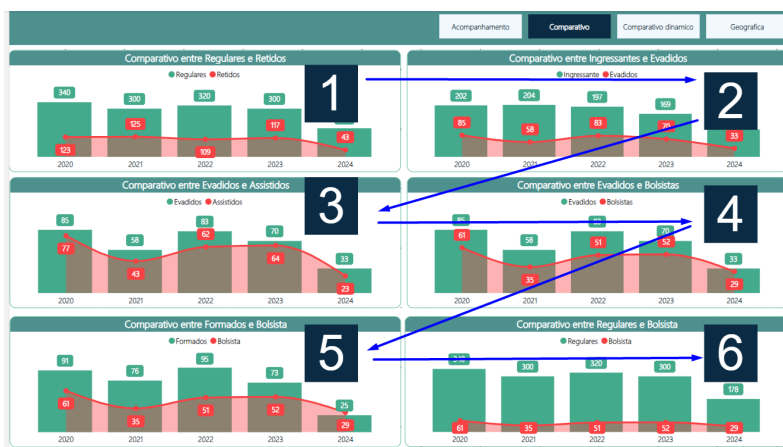 Acompanhamento Comparativo Comparativo dinamico Geografica
Comparativo entre Regulares e Retidos
Regulares Retidos
340 300 320 300
123 125 109 117 43
2020 2021 2022 2023 2024
1
Comparativo entre Ingressantes e Evadidos
Ingressante Evadidos
202 204 197 169
85 58 83 70 33
2020 2021 2022 2023 2024
2
Comparativo entre Evadidos e Assistidos
Evadidos Assistidos
85 58 83 70 33
77 43 62 64 23
2020 2021 2022 2023 2024
3
Comparativo entre Evadidos e Bolsistas
Evadidos Bolsistas
85 58 83 70 33
61 35 51 52 29
2020 2021 2022 2023 2024
4
Comparativo entre Formados e Bolsista
Formados Bolsista
91 76 95 73 25
61 35 51 52 29
2020 2021 2022 2023 2024
5
Comparativo entre Regulares e Bolsista
Regulares Bolsista
340 300 320 300 178
61 35 51 52 29
2020 2021 2022 2023 2024
6